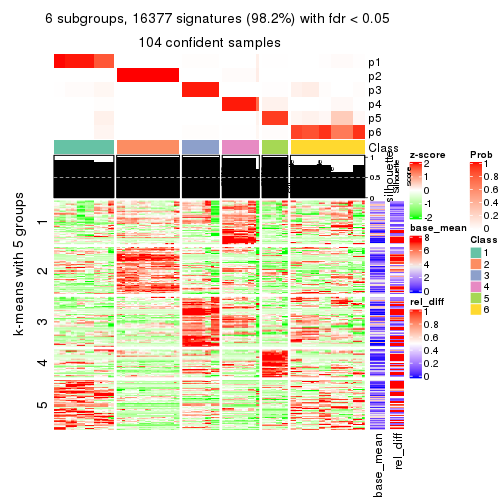 6 subgroups, 16377 signatures (98.2%) with fdr < 0.05
104 confident samples
p1
p2
p3
p4
p5
p6
Class
1
0.5
0
silhouette
Silhouette
score
k-means with 5 groups
1
2
3
4
5
base_mean
rel_diff
z-score
2
1
0
-1
-2
base_mean
8
6
4
2
0
rel_diff
1
0.8
0.6
0.4
0.2
0
Prob
1
0.8
0.6
0.4
0.2
0
Class
1
2
3
4
5
6